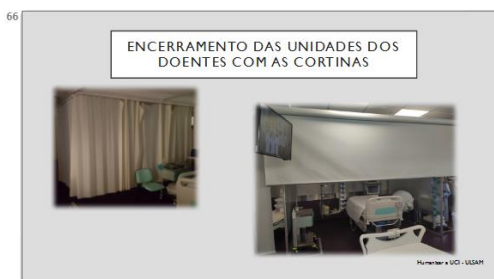 66
ENCERRAMENTO DAS UNIDADES DOS
DOENTES COM AS CORTINAS
Humanizar a UCI - ULSAM